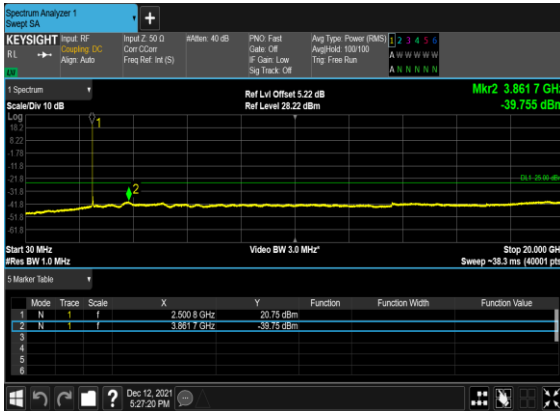 Spectrum Analyzer 1
Swept SA
KEYSIGHT Input: RF Input Z: 50 Ω #Atten: 40 dB PNO: Fast Avg Type: Power (RMS) 1 2 3 4 5 6
RL Coupling: DC Corr CCorr Gate: Off Avg|Hold: 100/100 A W W W W W
Align: Auto Freq Ref: Int (S) IF Gain: Low Trig: Free Run
Sig Track: Off A N N N N N
1 Spectrum Ref Lvl Offset 5.22 dB Mkr2 3.861 7 GHz
Scale/Div 10 dB Ref Level 28.22 dBm -39.755 dBm
Log
18.2
8.22
-1.78
-11.8
-21.8
-31.8
-41.8
-51.8
-61.8
1
2
DL1 -25.00 dBm
Start 30 MHz Video BW 3.0 MHz* Stop 20.000 GHz
#Res BW 1.0 MHz Sweep ~38.3 ms (40001 pts)
5 Marker Table
Mode Trace Scale X Y Function Function Width Function Value
1 N 1 f 2.500 8 GHz 20.75 dBm
2 N 1 f 3.861 7 GHz -39.75 dBm
3
4
5
6
Dec 12, 2021
5:27:20 PM